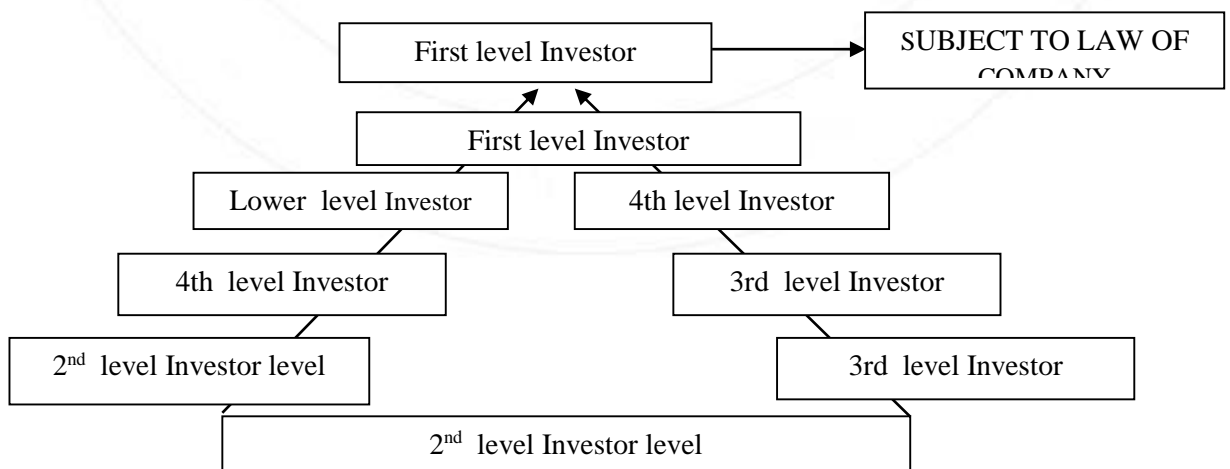 First level Investor
SUBJECT TO LAW OF
COMPANY
First level Investor
Lower level Investor
4th level Investor
4th level Investor
3rd level Investor
2nd level Investor level
3rd level Investor
2nd level Investor level